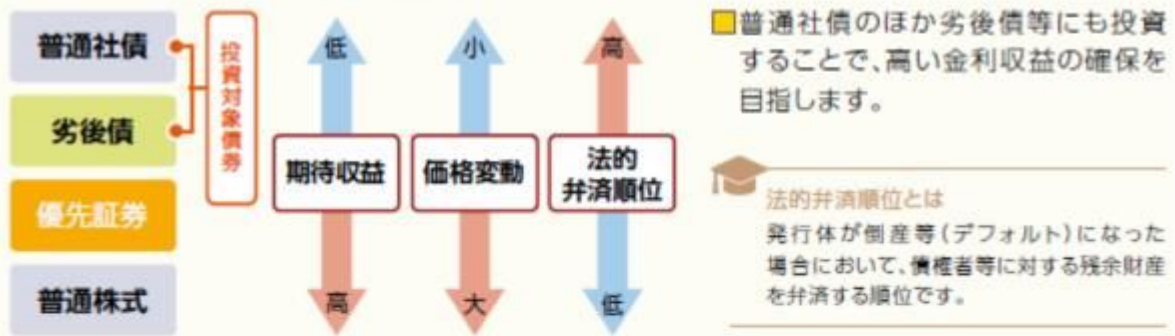 普通社債
劣後債
優先証券
普通株式
投資対象債券
低
期待収益
高
小
価格変動
大
高
法的
弁済順位
低
普通社債のほか劣後債等にも投資
することで、高い金利収益の確保を
目指します。
法的弁済順位とは
発行体が倒産等(デフォルト)になった
場合において、債権者等に対する残余財産
を弁済する順位です。